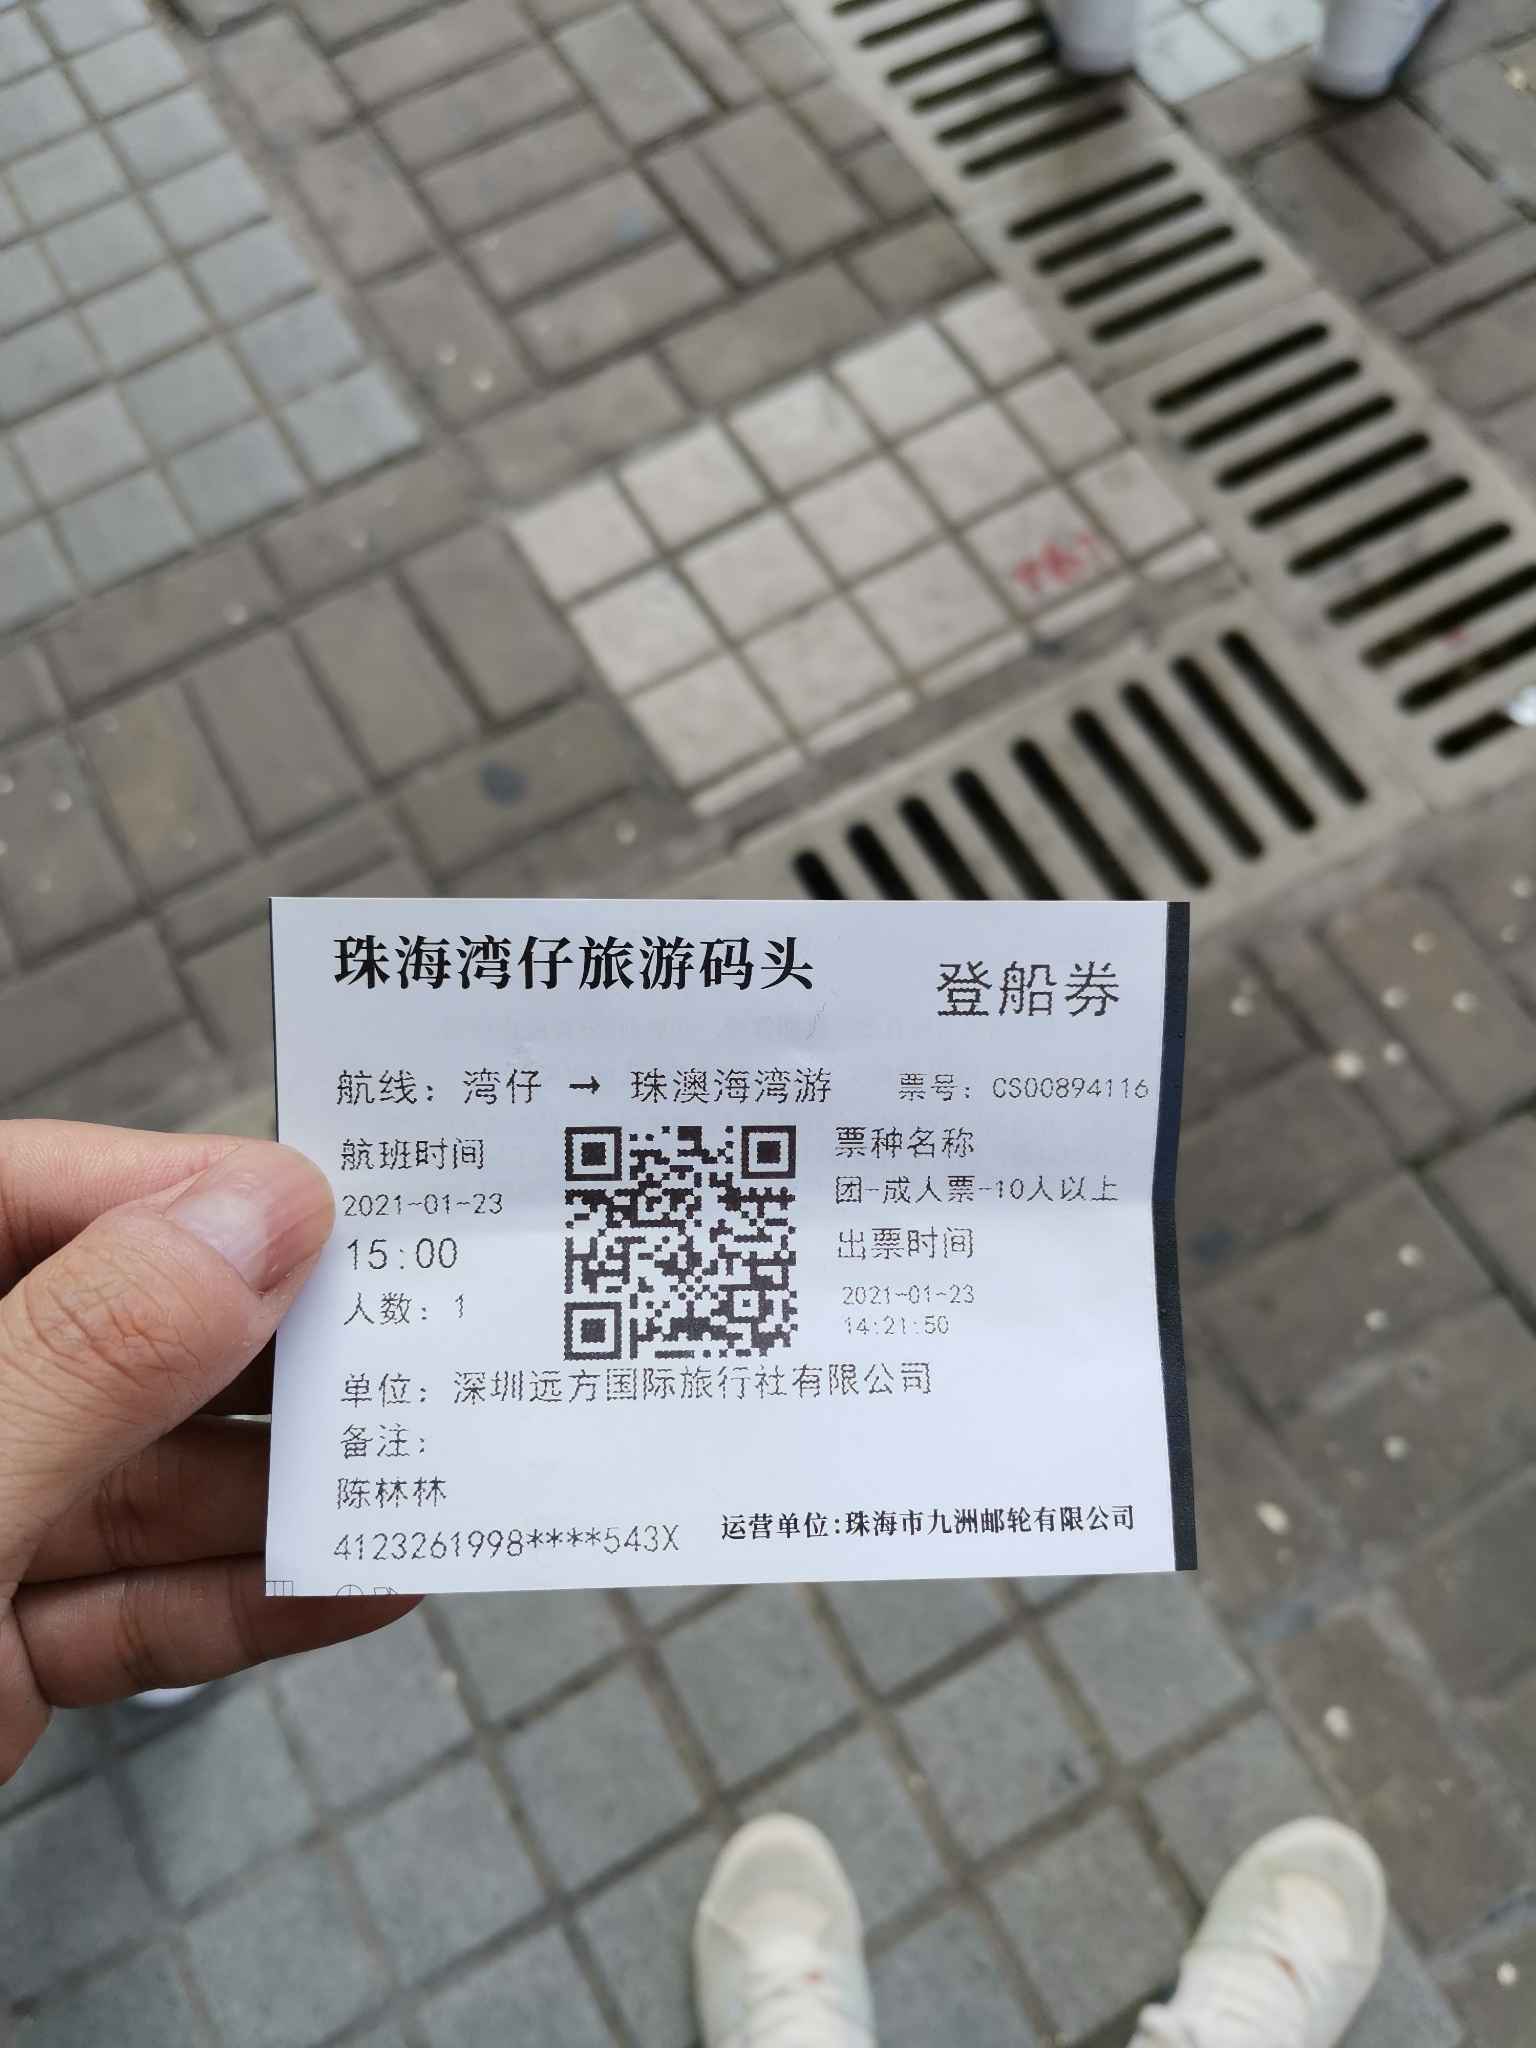 珠海湾仔旅游码头
登船券
航线：湾仔 → 珠澳海湾游
票号：CS00894116
航班时间
2021-01-23
15:00
人数：1
票种名称
团-成人票-10人以上
出票时间
2021-01-23
14:21:50
单位：深圳远方国际旅行社有限公司
备注：
陈林林
4123261998****543X
运营单位:珠海市九洲邮轮有限公司